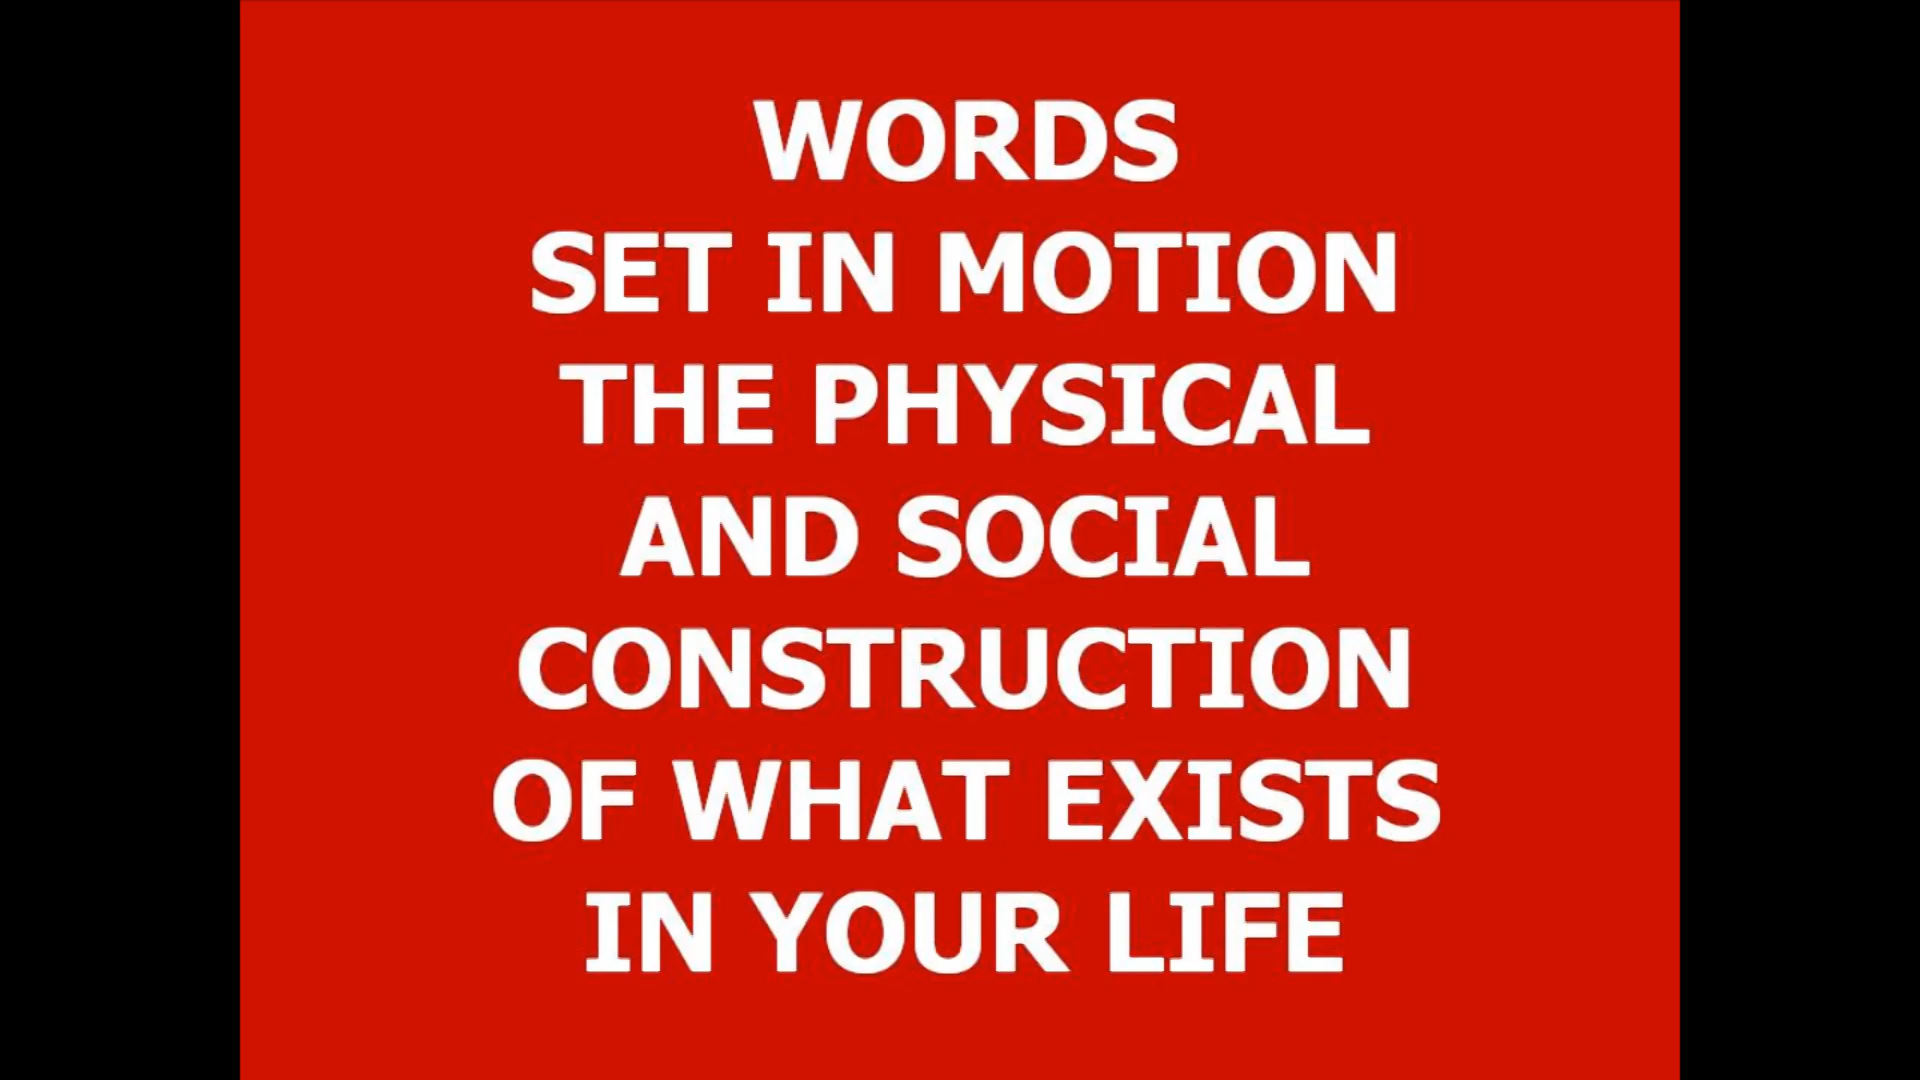 WORDS
SET IN MOTION
THE PHYSICAL
AND SOCIAL
CONSTRUCTION
OF WHAT EXISTS
IN YOUR LIFE